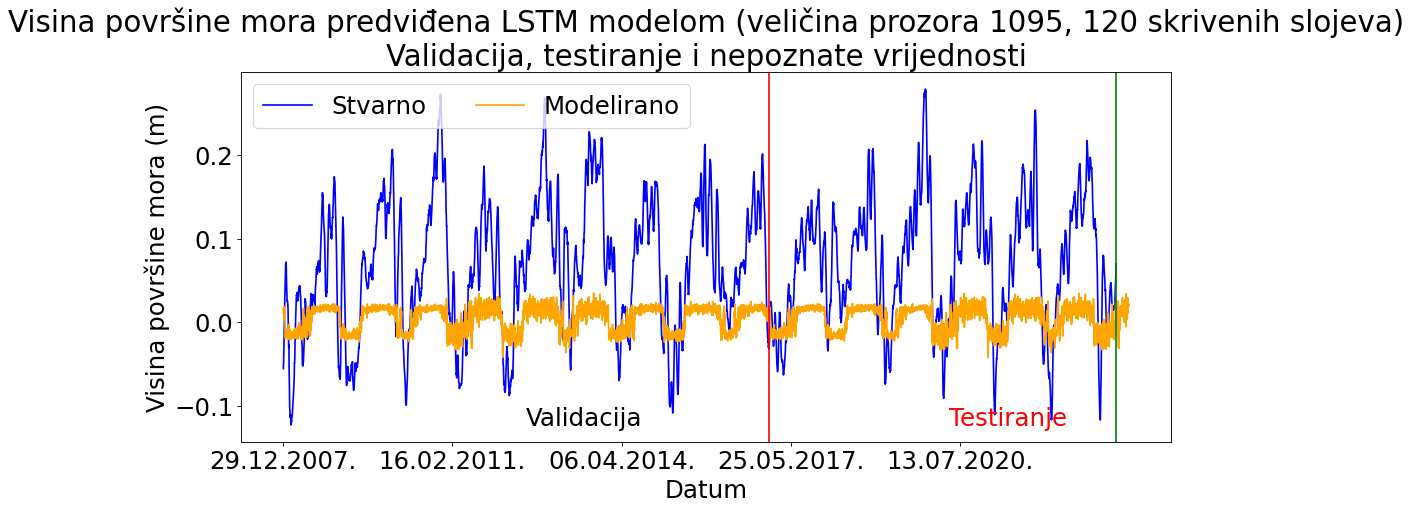 Visina površine mora predviđena LSTM modelom (veličina prozora 1095, 120 skrivenih slojeva)
Validacija, testiranje i nepoznate vrijednosti
Stvarno
Modelirano
Visina površine mora (m)
0.2
0.1
0.0
−0.1
Validacija
Testiranje
29.12.2007.
16.02.2011.
06.04.2014.
25.05.2017.
13.07.2020.
Datum